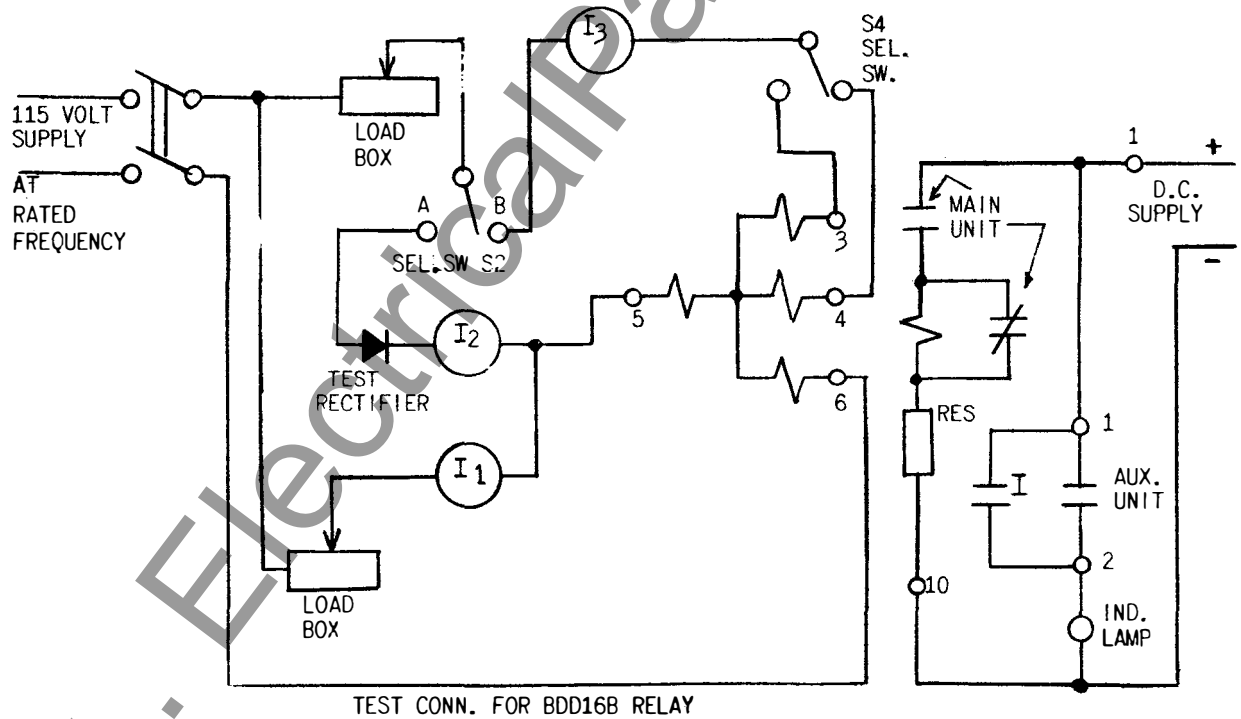 I3
S4
SEL.
SW.
115 VOLT
SUPPLY
LOAD
BOX
1
+
D.C.
SUPPLY
-
AT
RATED
FREQUENCY
A
B
MAIN
UNIT
3
SEL.SW S2
5
4
I2
TEST
RECTIFIER
6
RES
1
I1
I
AUX.
UNIT
2
10
LOAD
BOX
IND.
LAMP
TEST CONN. FOR BDD16B RELAY
. ElectricalPa